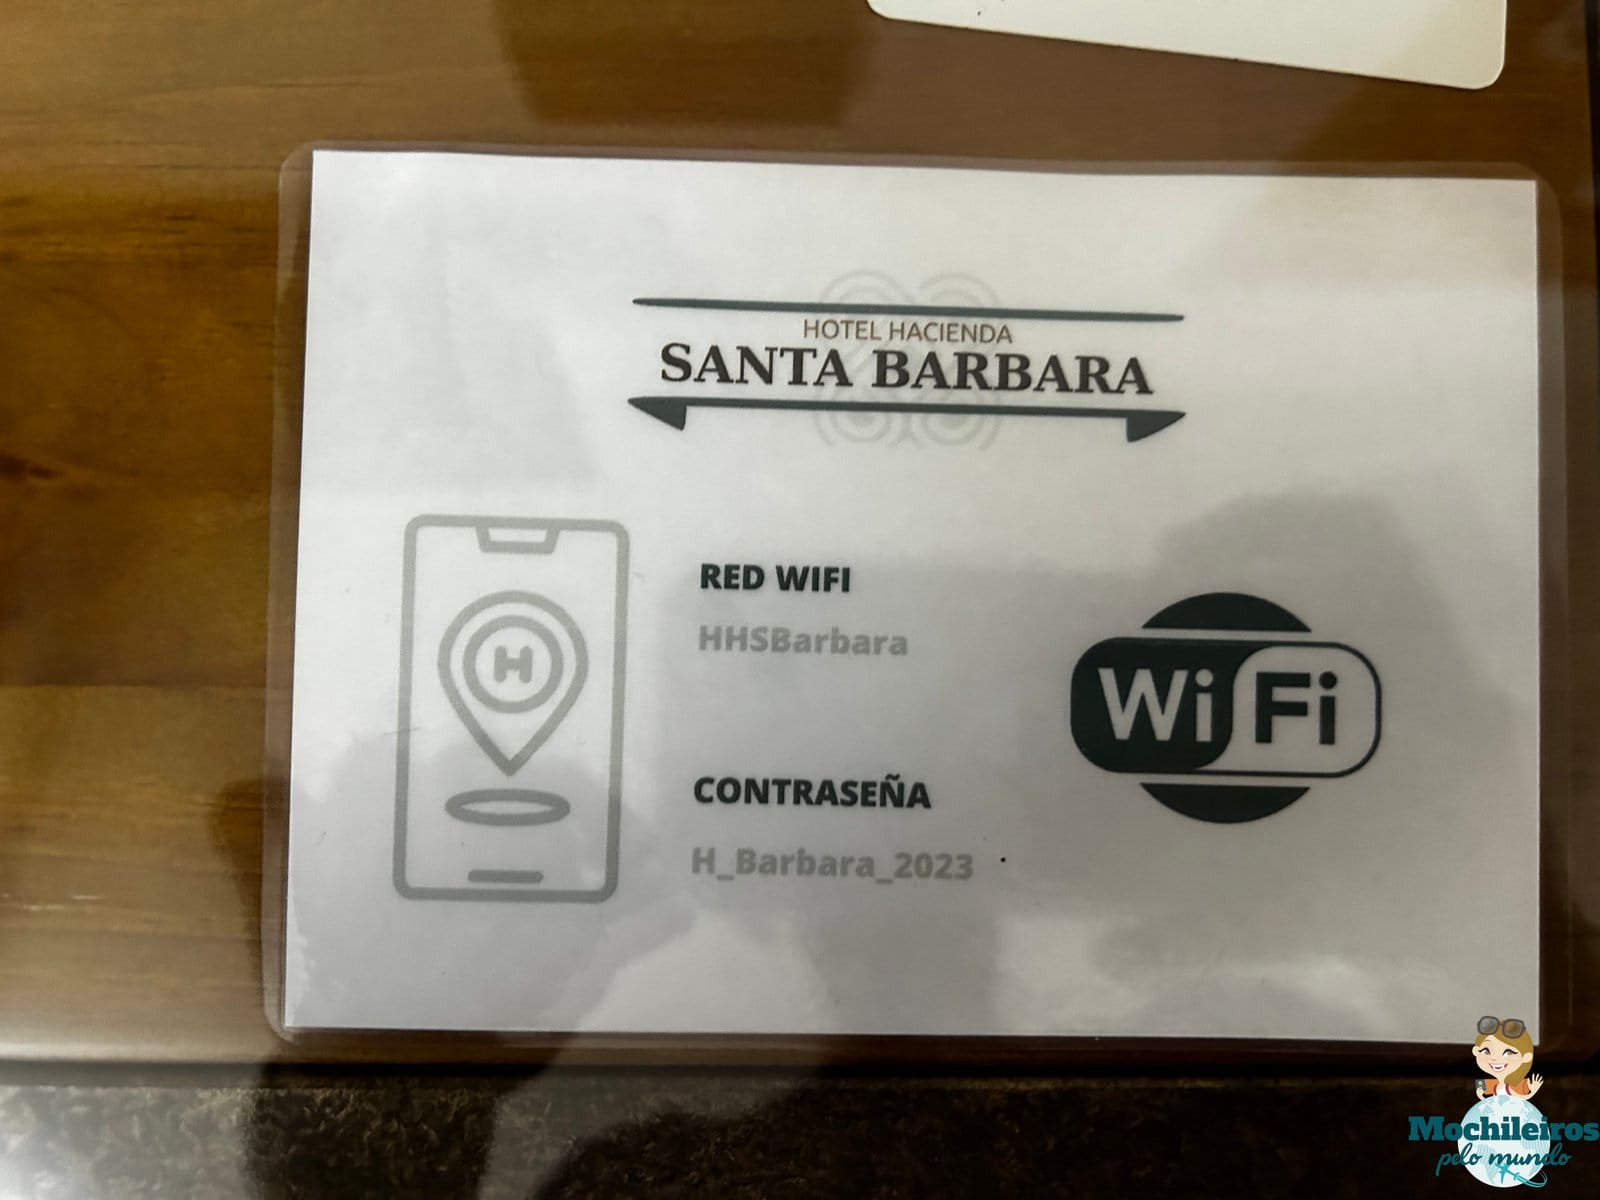 HOTEL HACIENDA
SANTA BARBARA
RED WIFI
HHSBarbara
H
WiFi
CONTRASEÑA
H_Barbara_2023
Mochileiros
pelo mundo